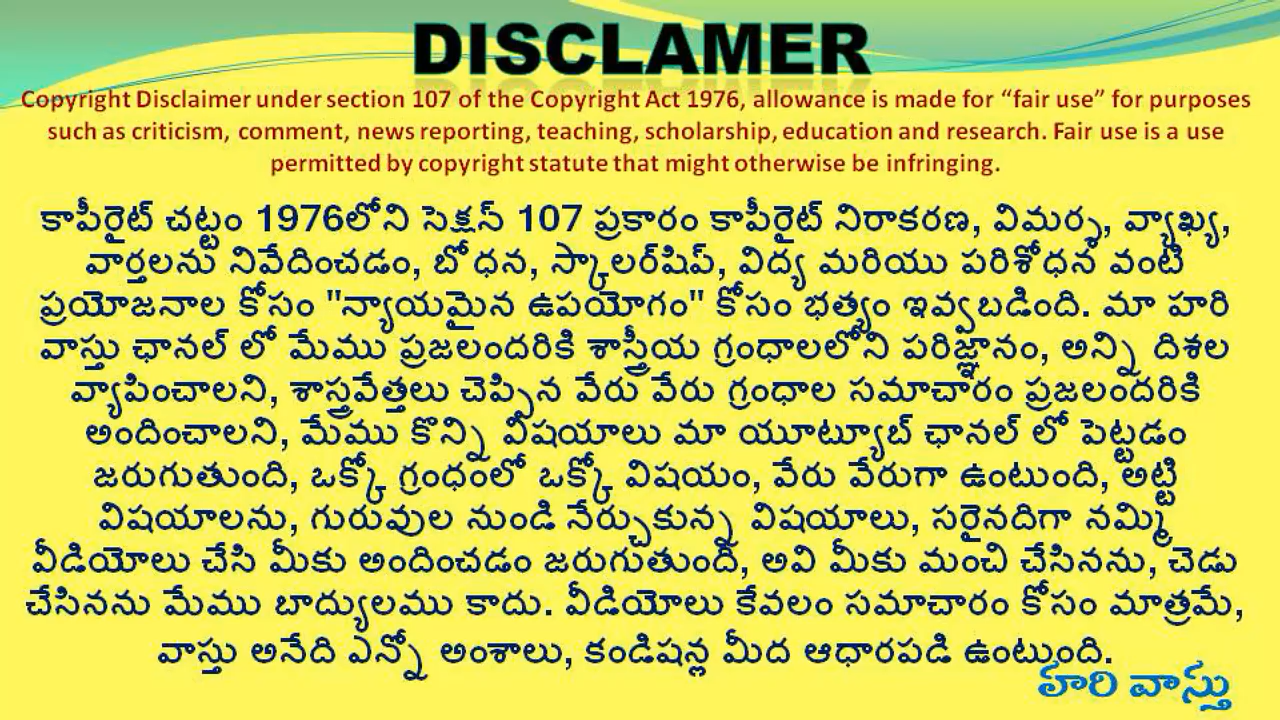 DISCLAMER
Copyright Disclaimer under section 107 of the Copyright Act 1976, allowance is made for “fair use” for purposes
such as criticism, comment, news reporting, teaching, scholarship, education and research. Fair use is a use
permitted by copyright statute that might otherwise be infringing.
కాపీరైట్ చట్టం 1976లోని సెక్షన్ 107 ప్రకారం కాపీరైట్ నిరాకరణ, విమర్శ, వ్యాఖ్య,
వార్తలను నివేదించడం, బోధన, స్కాలర్‌షిప్, విద్య మరియు పరిశోధన వంటి
ప్రయోజనాల కోసం "న్యాయమైన ఉపయోగం" కోసం భత్యం ఇవ్వబడింది. మా హరి
వాస్తు ఛానల్ లో మేము ప్రజలందరికి శాస్త్రీయ గ్రంధాలలోని పరిజ్ఞానం, అన్ని దిశల
వ్యాపించాలని, శాస్త్రవేత్తలు చెప్పిన వేరు వేరు గ్రంధాల సమాచారం ప్రజలందరికి
అందించాలని, మేము కొన్ని విషయాలు మా యూట్యూబ్ ఛానల్ లో పెట్టడం
జరుగుతుంది, ఒక్కో గ్రంధంలో ఒక్కో విషయం, వేరు వేరుగా ఉంటుంది, అట్టి
విషయాలను, గురువుల నుండి నేర్చుకున్న విషయాలు, సరైనదిగా నమ్మి
వీడియోలు చేసి మీకు అందించడం జరుగుతుంది, అవి మీకు మంచి చేసినను, చెడు
చేసినను మేము బాద్యులము కాదు. వీడియోలు కేవలం సమాచారం కోసం మాత్రమే,
వాస్తు అనేది ఎన్నో అంశాలు, కండిషన్ల మీద ఆధారపడి ఉంటుంది.
హరి వాస్తు